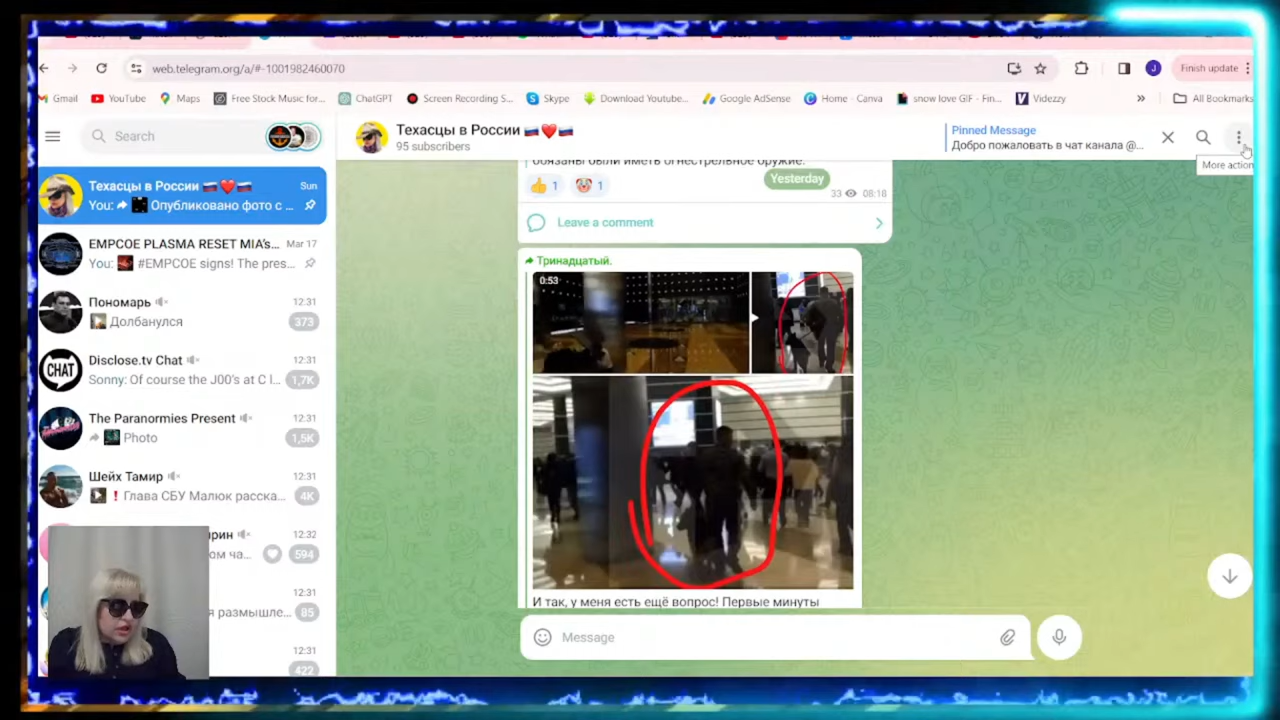 web.telegram.org/a/#-1001982460070
Finish update
Gmail
YouTube
Maps
Free Stock Music for...
ChatGPT
Screen Recording S...
Skype
Download Youtube...
Google AdSense
Home - Canva
snow love GIF - Fin...
Videzzy
»
All Bookmarks
Search
Техасцы в России 🇷🇺❤️🇷🇺
95 subscribers
Pinned Message
Добро пожаловать в чат канала @...
More action
Техасцы в России 🇷🇺❤️🇷🇺
Sun
You: Опубликовано фото с ...
EMPCOE PLASMA RESET MIA's...
Mar 17
You: #EMPCOE signs! The pres...
Пономарь
12:31
Долбанулся
373
CHAT
Disclose.tv Chat
12:31
Sonny: Of course the J00's at C l...
1,7K
The Paranormies Present
12:31
Photo
1,5K
Шейх Тамир
12:31
❗ Глава СБУ Малюк расска...
4K
рин
12:32
ом ча...
594
12:31
я размышле...
85
12:31
422
обязаны были иметь огнестрельное оружие.
👍 1
🤡 1
Yesterday
33
08:18
Leave a comment
Тринадцатый.
0:53
И так, у меня есть ещё вопрос! Первые минуты
Message